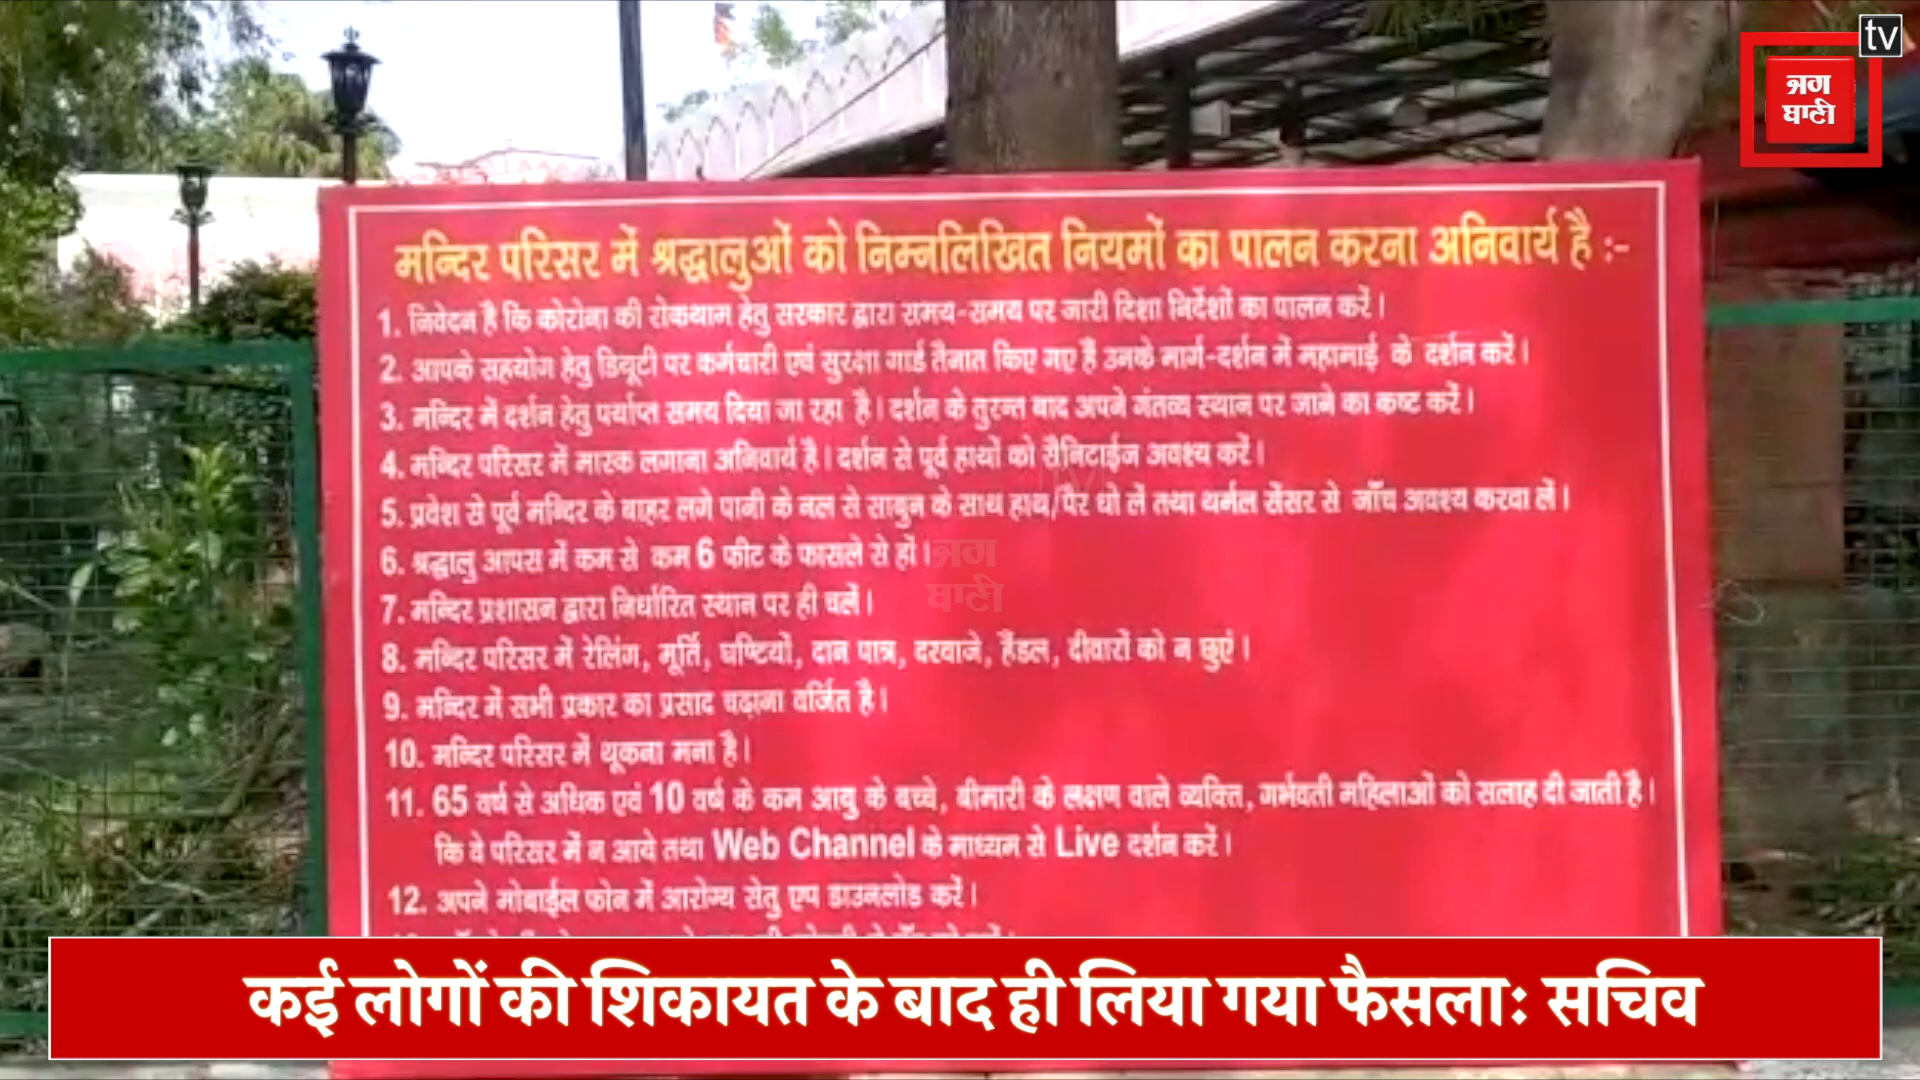 tv
जग
बाणी
मन्दिर परिसर में श्रद्धालुओं को निम्नलिखित नियमों का पालन करना अनिवार्य है :-
1. निवेदन है कि कोरोना की रोकथाम हेतु सरकार द्वारा समय-समय पर जारी दिशा निर्देशों का पालन करें।
2. आपके सहयोग हेतु डियूटी पर कर्मचारी एवं सुरक्षा गार्ड तैनात किए गए है उनके मार्ग-दर्शन में महामाई के दर्शन करें।
3. मन्दिर में दर्शन हेतु पर्याप्त समय दिया जा रहा है। दर्शन के तुरन्त बाद अपने गंतव्य स्थान पर जाने का कष्ट करें।
4. मन्दिर परिसर में मास्क लगाना अनिवार्य है। दर्शन से पूर्व हाथों को सैनिटाईज अवश्य करें।
5. प्रवेश से पूर्व मन्दिर के बाहर लगे पानी के नल से साबुन के साथ हाथ/पैर धो लें तथा थर्मल सेंसर से जाँच अवश्य करवा लें।
6. श्रद्धालु आपस में कम से कम 6 फीट के फासले से हों।
7. मन्दिर प्रशासन द्वारा निर्धारित स्थान पर ही चलें।
8. मन्दिर परिसर में रेलिंग, मूर्ति, घण्टियों, दान पात्र, दरवाजे, हैंडल, दीवारों को न छुएं।
9. मन्दिर में सभी प्रकार का प्रसाद चढ़ाना वर्जित है।
10. मन्दिर परिसर में थूकना मना है।
11. 65 वर्ष से अधिक एवं 10 वर्ष के कम आयु के बच्चे, बीमारी के लक्षण वाले व्यक्ति, गर्भवती महिलाओं को सलाह दी जाती है।
कि वे परिसर में न आये तथा Web Channel के माध्यम से Live दर्शन करें।
12. अपने मोबाईल फोन में आरोग्य सेतु एप डाउनलोड करें।
कई लोगों की शिकायत के बाद ही लिया गया फैसलाः सचिव